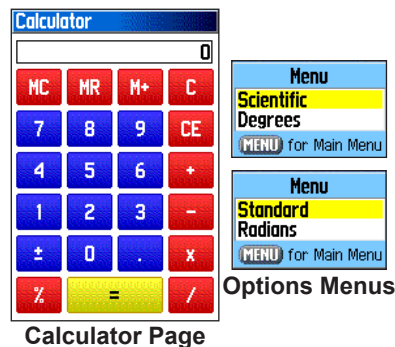 Calculator
0
MC MR M+ C
7 8 9 CE
4 5 6 +
1 2 3 -
± 0 . x
% = /
Calculator Page
Menu
Scientific
Degrees
MENU for Main Menu
Menu
Standard
Radians
MENU for Main Menu
Options Menus